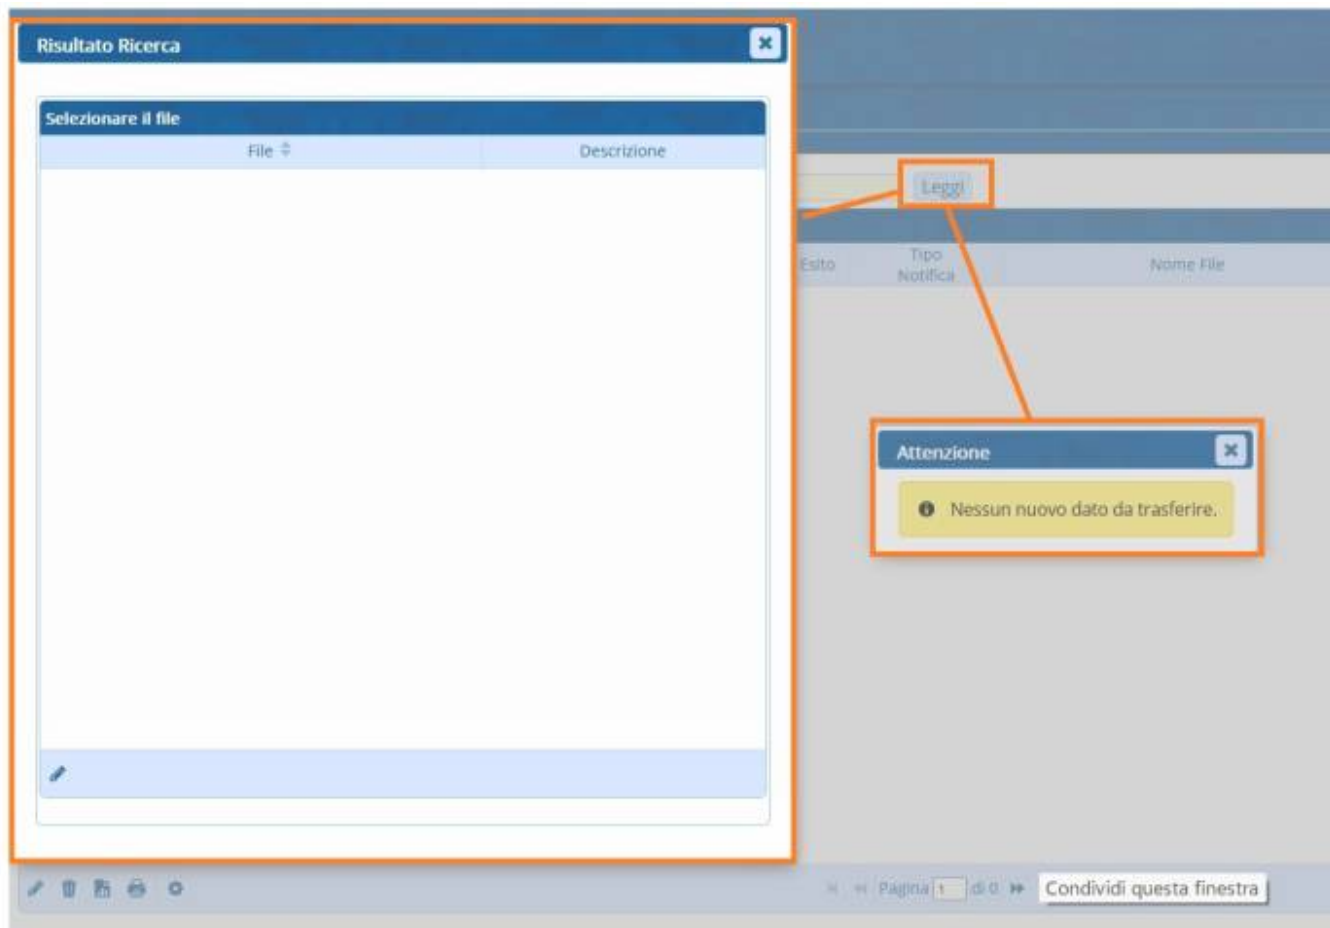 Risultato Ricerca
Selezionare il file
File Descrizione
Leggi
Esito Tipo Notifica Nome File
Attenzione
Nessun nuovo dato da trasferire.
Pagina 1 di 0 Condividi questa finestra